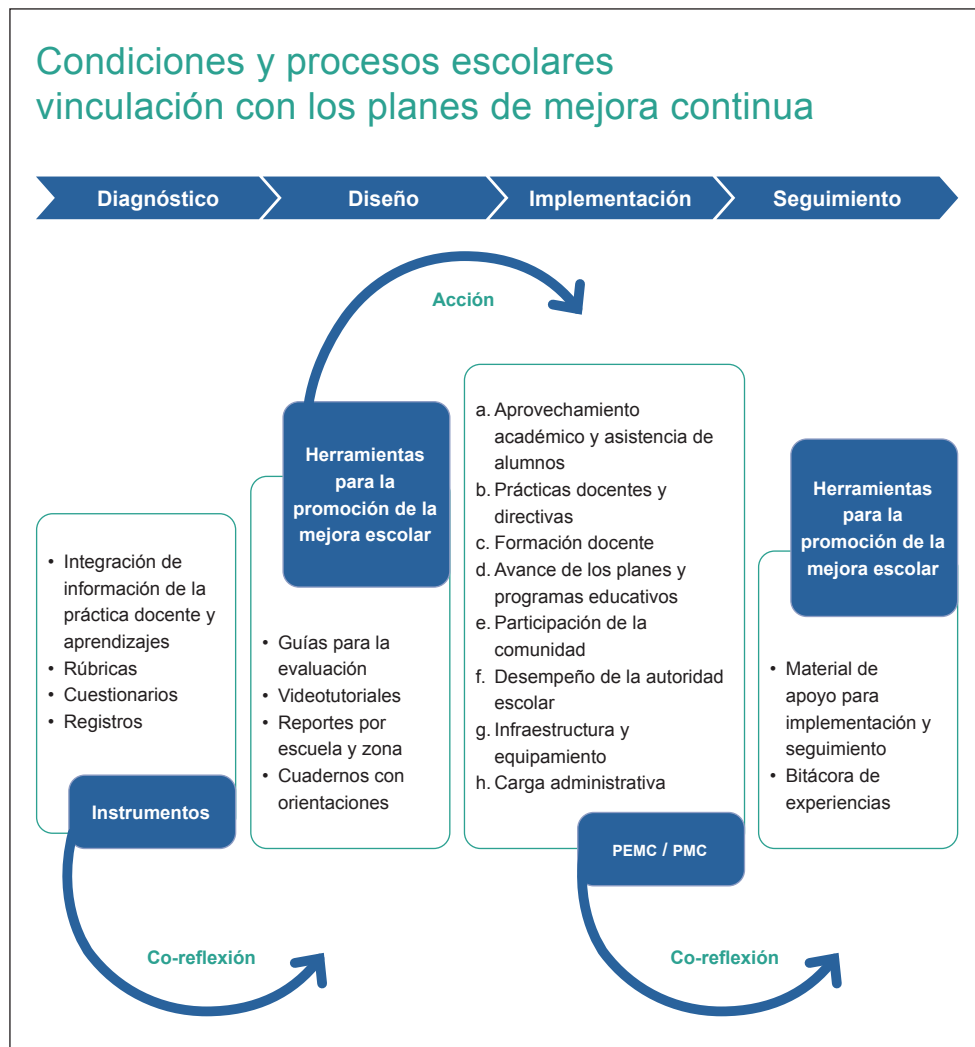 Condiciones y procesos escolares
vinculación con los planes de mejora continua
Diagnóstico
Diseño
Implementación
Seguimiento
Acción
• Integración de
información de la
práctica docente y
aprendizajes
• Rúbricas
• Cuestionarios
• Registros
Instrumentos
Herramientas
para la
promoción de la
mejora escolar
• Guías para la
evaluación
• Videotutoriales
• Reportes por
escuela y zona
• Cuadernos con
orientaciones
a. Aprovechamiento
académico y asistencia de
alumnos
b. Prácticas docentes y
directivas
c. Formación docente
d. Avance de los planes y
programas educativos
e. Participación de la
comunidad
f. Desempeño de la autoridad
escolar
g. Infraestructura y
equipamiento
h. Carga administrativa
PEMC / PMC
Herramientas
para la
promoción de la
mejora escolar
• Material de
apoyo para
implementación y
seguimiento
• Bitácora de
experiencias
Co-reflexión
Co-reflexión